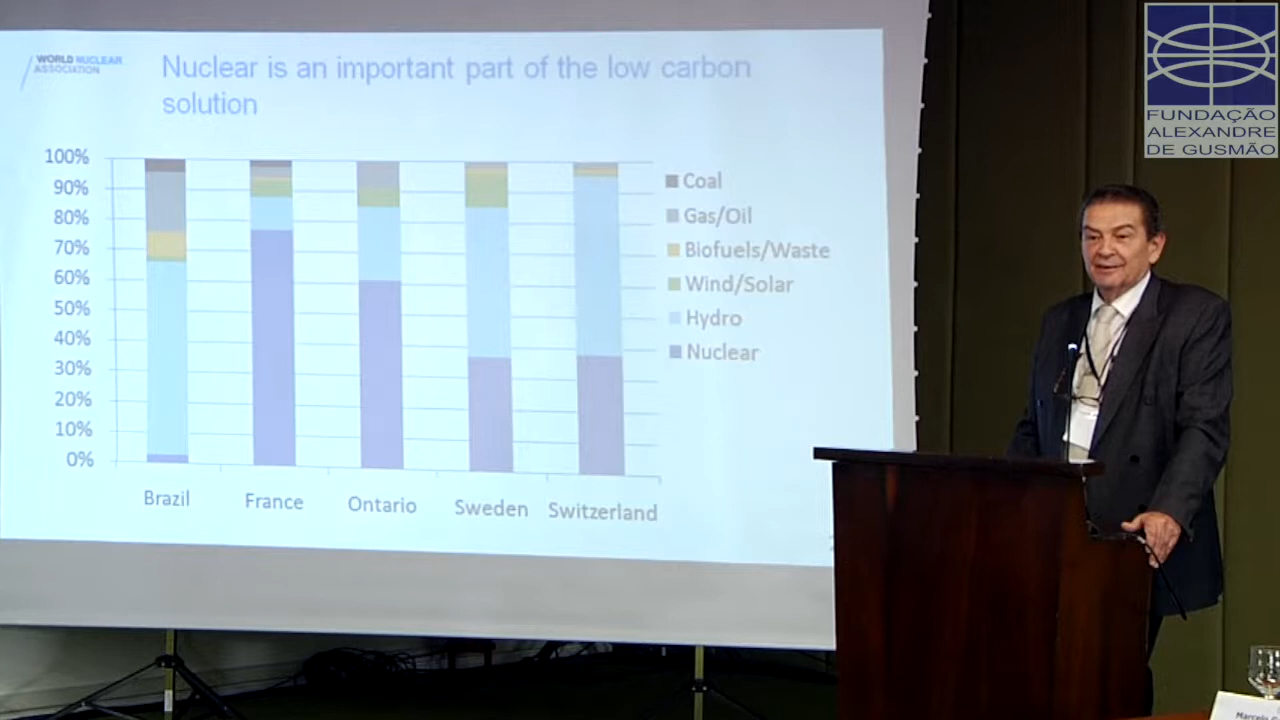 WORLD NUCLEAR
ASSOCIATION
Nuclear is an important part of the low carbon
solution
100%
90%
80%
70%
60%
50%
40%
30%
20%
10%
0%
Brazil
France
Ontario
Sweden
Switzerland
Coal
Gas/Oil
Biofuels/Waste
Wind/Solar
Hydro
Nuclear
FUNDAÇÃO
ALEXANDRE
DE GUSMÃO